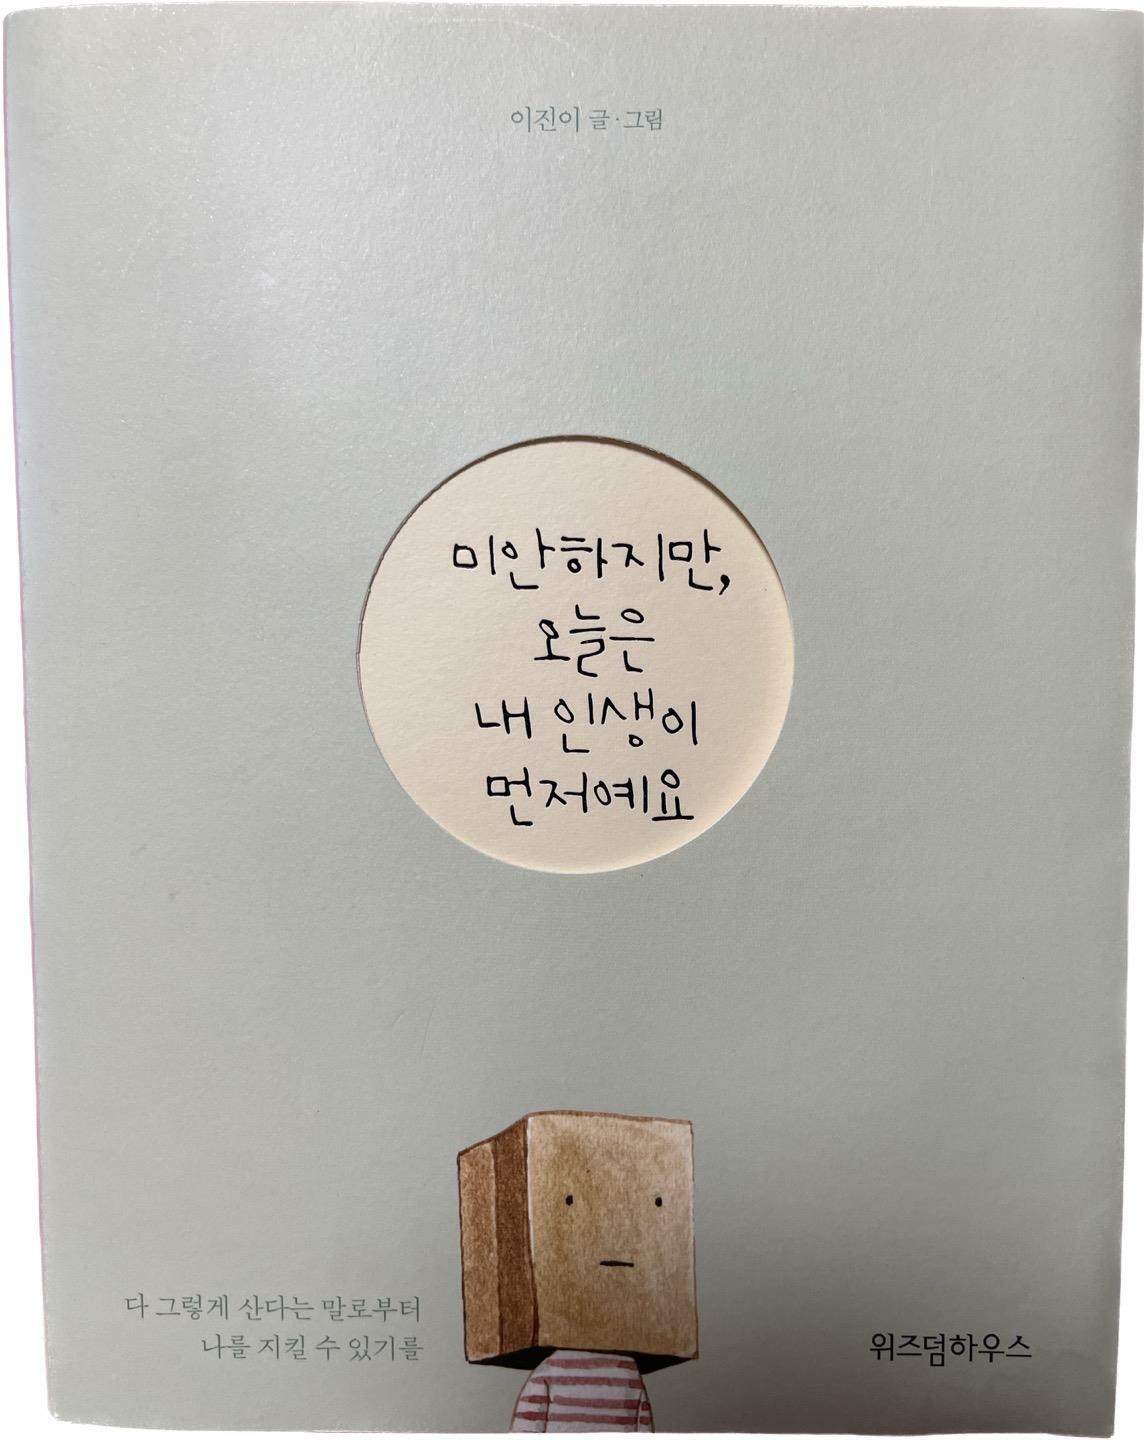 이진이 글·그림
미안하지만,
오늘은
내 인생이
먼저예요
다 그렇게 산다는 말로부터
나를 지킬 수 있기를
위즈덤하우스